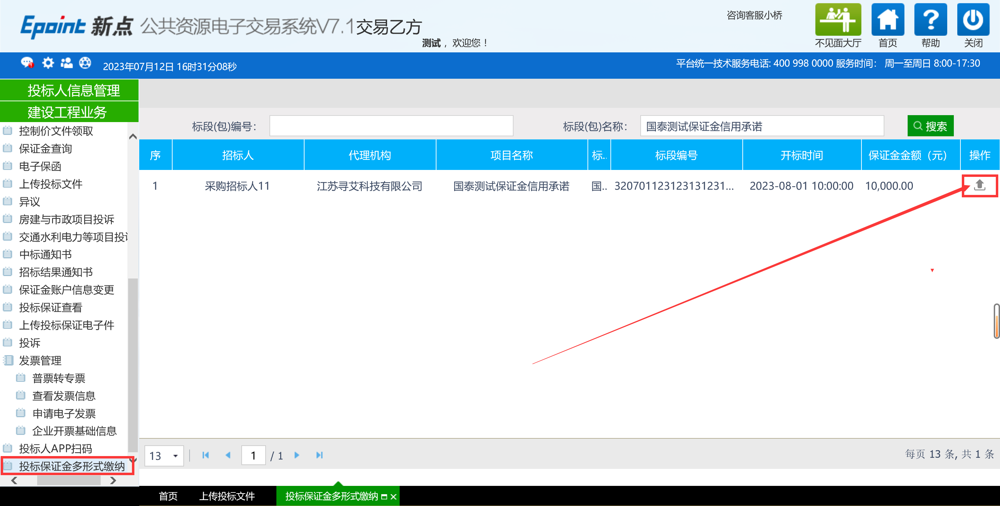 Epoint 新点 公共资源电子交易系统V7.1交易乙方
测试，欢迎您！
咨询客服小桥
不见面大厅
首页
帮助
关闭
2023年07月12日 16时31分08秒
平台统一技术服务电话: 400 998 0000 服务时间： 周一至周日 8:00-17:30
投标人信息管理
建设工程业务
控制价文件领取
保证金查询
电子保函
上传投标文件
异议
房建与市政项目投诉
交通水利电力等项目投
中标通知书
招标结果通知书
保证金账户信息变更
投标保证查看
上传投标保证电子件
投诉
发票管理
普票转专票
查看发票信息
申请电子发票
企业开票基础信息
投标人APP扫码
投标保证金多形式缴纳
标段(包)编号：
标段(包)名称： 国泰测试保证金信用承诺 搜索
序 招标人 代理机构 项目名称 标.. 标段编号 开标时间 保证金金额（元） 操作
1 采购招标人11 江苏寻艾科技有限公司 国泰测试保证金信用承诺 国.. 320701123123131231... 2023-08-01 10:00:00 10,000.00
13 1 / 1
每页 13 条, 共 1 条
首页 上传投标文件 投标保证金多形式缴纳